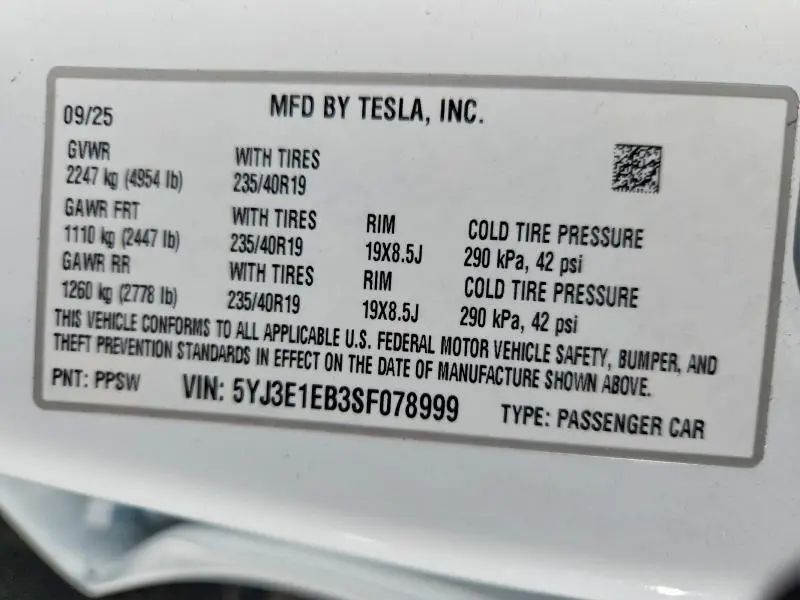 09/25 MFD BY TESLA, INC.
GVWR WITH TIRES
2247 kg (4954 lb) 235/40R19
GAWR FRT WITH TIRES RIM COLD TIRE PRESSURE
1110 kg (2447 lb) 235/40R19 19X8.5J 290 kPa, 42 psi
GAWR RR WITH TIRES RIM COLD TIRE PRESSURE
1260 kg (2778 lb) 235/40R19 19X8.5J 290 kPa, 42 psi
THIS VEHICLE CONFORMS TO ALL APPLICABLE U.S. FEDERAL MOTOR VEHICLE SAFETY, BUMPER, AND
THEFT PREVENTION STANDARDS IN EFFECT ON THE DATE OF MANUFACTURE SHOWN ABOVE.
PNT: PPSW VIN: 5YJ3E1EB3SF078999 TYPE: PASSENGER CAR